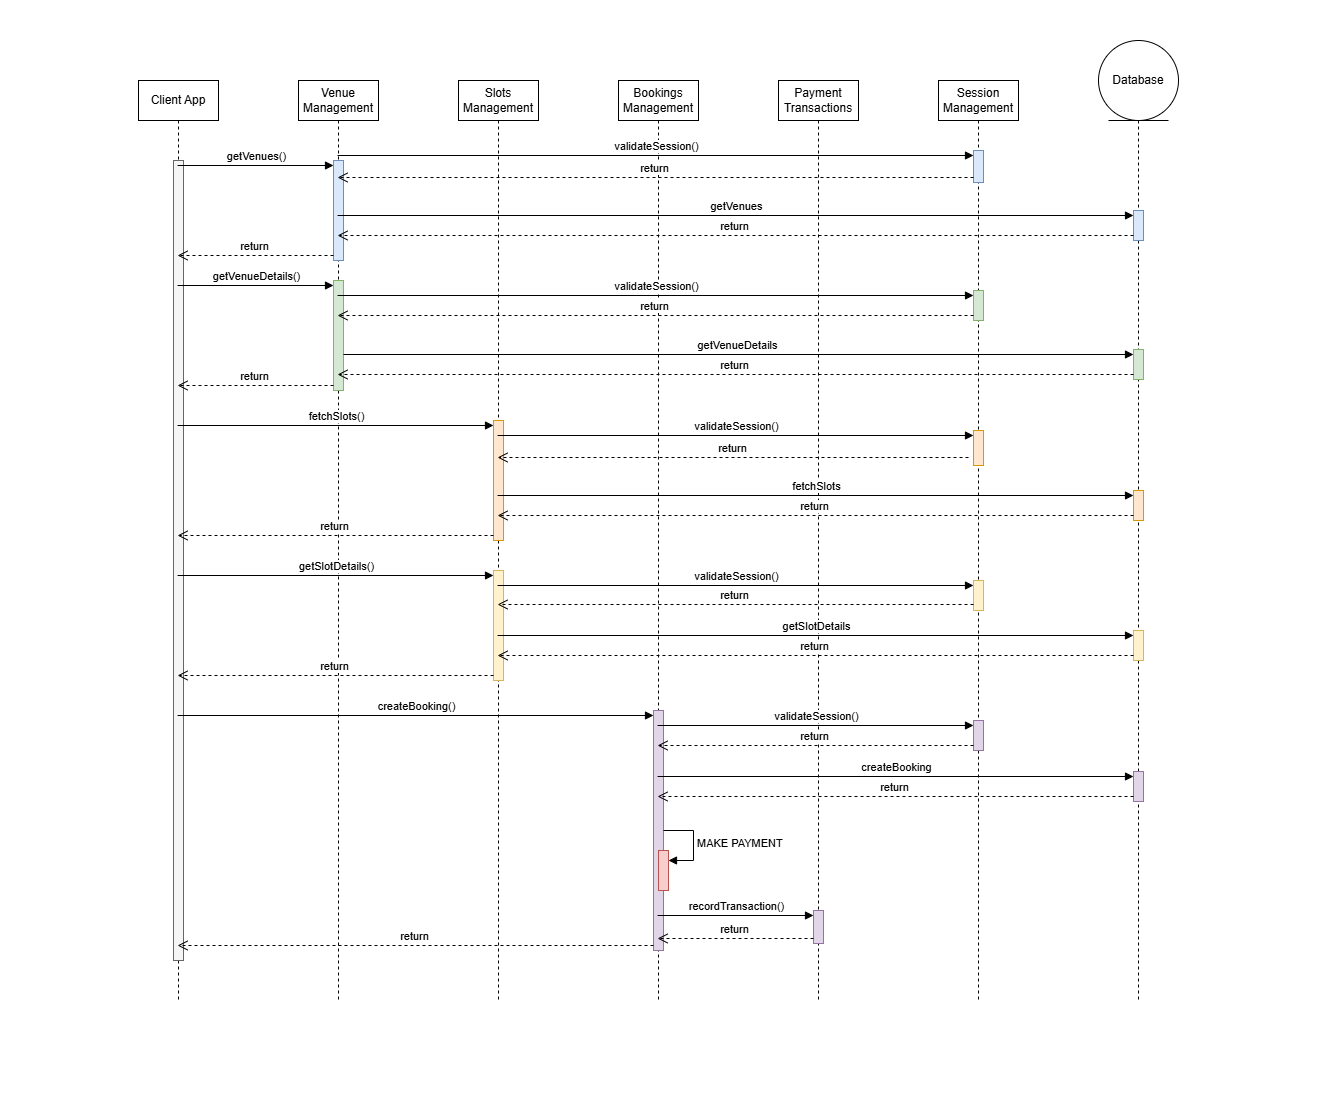 Client App
Venue
Management
Slots
Management
Bookings
Management
Payment
Transactions
Session
Management
Database
validateSession()
getVenues()
return
getVenues
return
return
getVenueDetails()
validateSession()
return
getVenueDetails
return
return
fetchSlots()
validateSession()
return
fetchSlots
return
return
getSlotDetails()
validateSession()
return
getSlotDetails
return
return
createBooking()
validateSession()
return
createBooking
return
MAKE PAYMENT
recordTransaction()
return
return